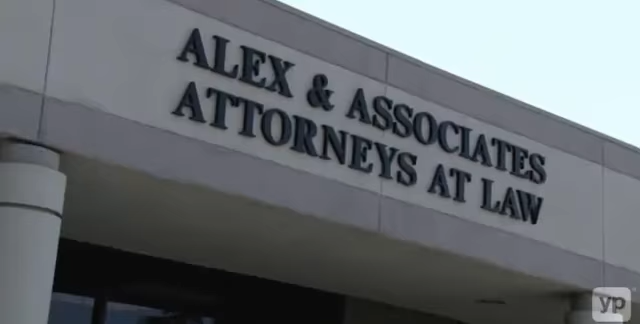 ALEX & ASSOCIATES
ATTORNEYS AT LAW
yp